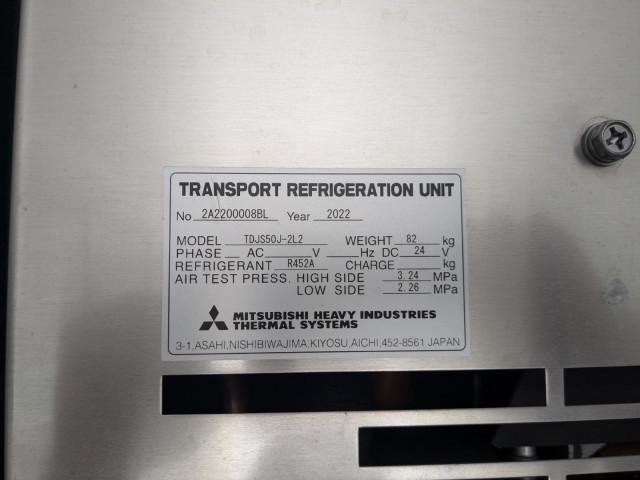 TRANSPORT REFRIGERATION UNIT
No 2A2200008BL Year 2022
MODEL TDJS50J-2L2 WEIGHT 82 kg
PHASE AC V Hz DC 24 V
REFRIGERANT R452A CHARGE kg
AIR TEST PRESS. HIGH SIDE 3.24 MPa
LOW SIDE 2.26 MPa
MITSUBISHI HEAVY INDUSTRIES
THERMAL SYSTEMS
3-1,ASAHI,NISHIBIWAJIMA,KIYOSU,AICHI,452-8561 JAPAN